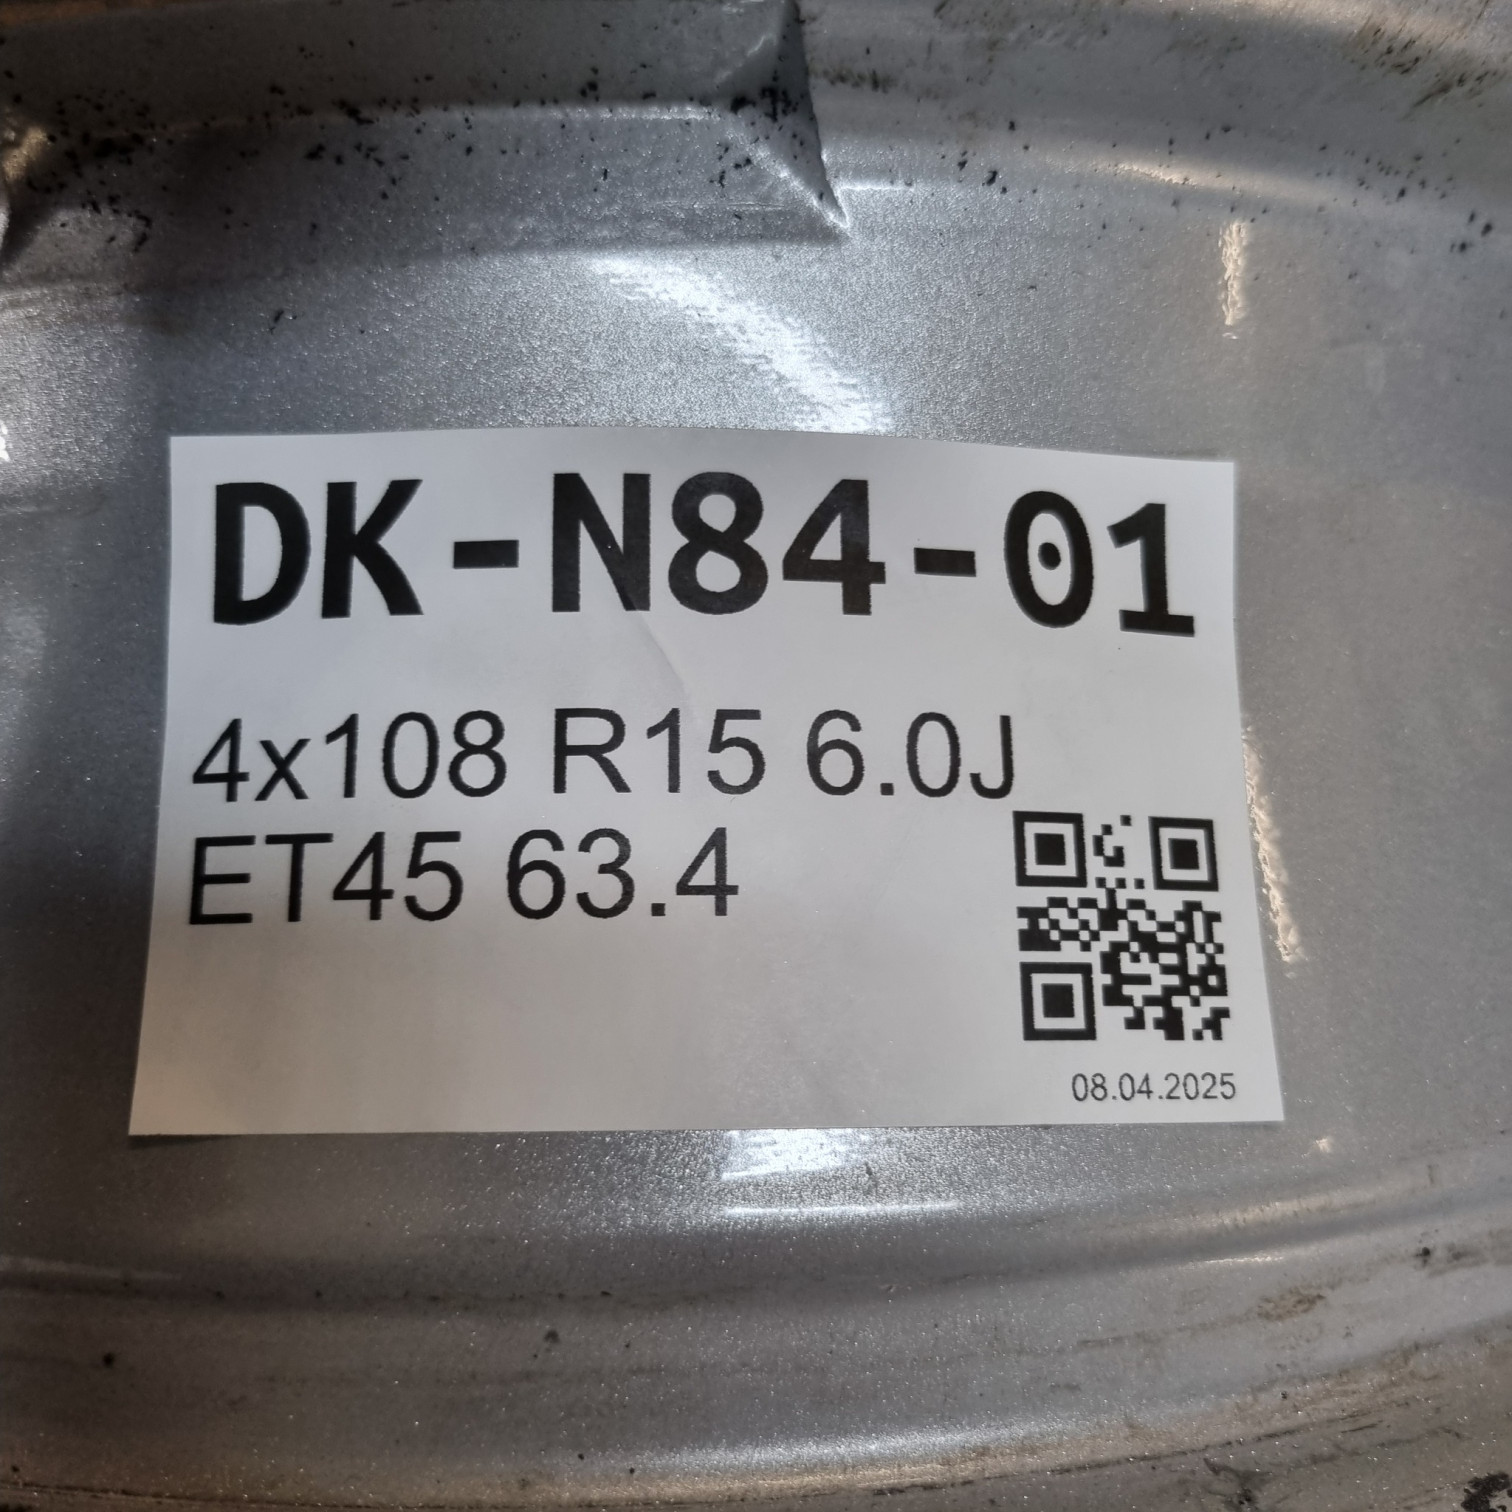 DK-N84-01
4x108 R15 6.0J
ET45 63.4
08.04.2025